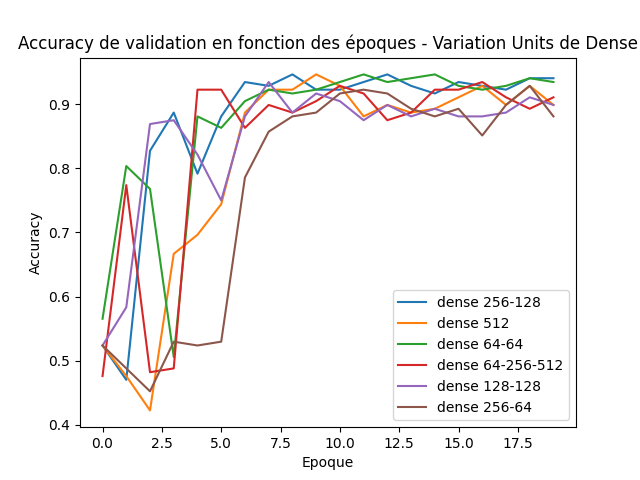 Accuracy de validation en fonction des époques - Variation Units de Dense
Accuracy
0.9
0.8
0.7
0.6
0.5
0.4
dense 256-128
dense 512
dense 64-64
dense 64-256-512
dense 128-128
dense 256-64
0.0 2.5 5.0 7.5 10.0 12.5 15.0 17.5
Epoque